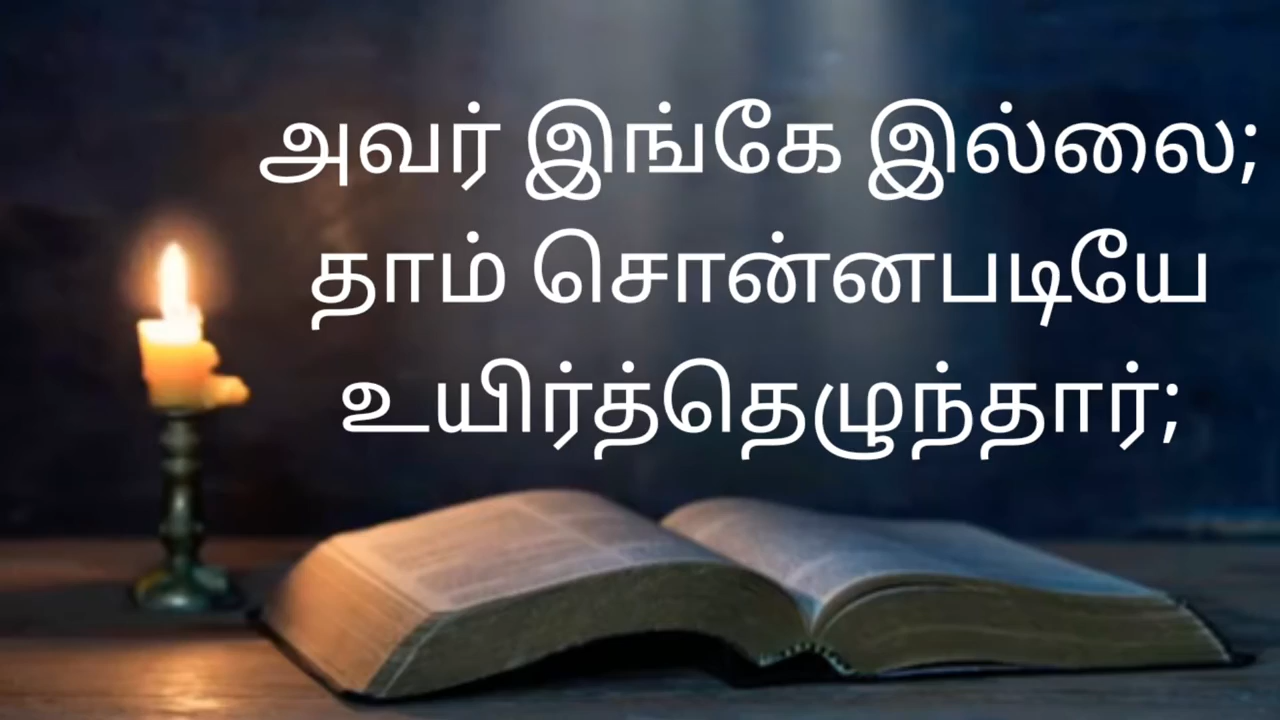 அவர் இங்கே இல்லை;
தாம் சொன்னபடியே
உயிர்த்தெழுந்தார்;